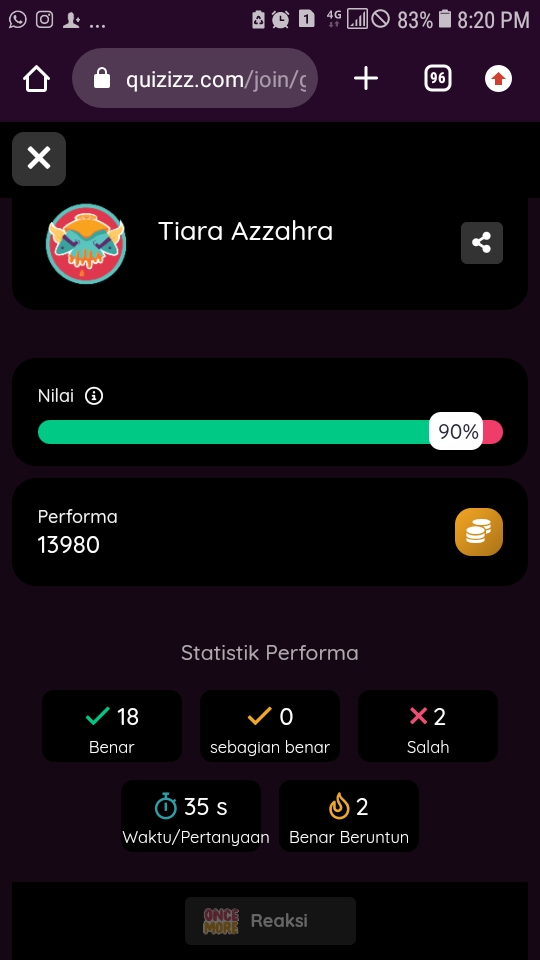 ... 1 4G 83% 8:20 PM
quizizz.com/join/g
96
Tiara Azzahra
Nilai
90%
Performa
13980
Statistik Performa
18
Benar
0
sebagian benar
2
Salah
35 s
Waktu/Pertanyaan
2
Benar Beruntun
ONCE
MORE
Reaksi